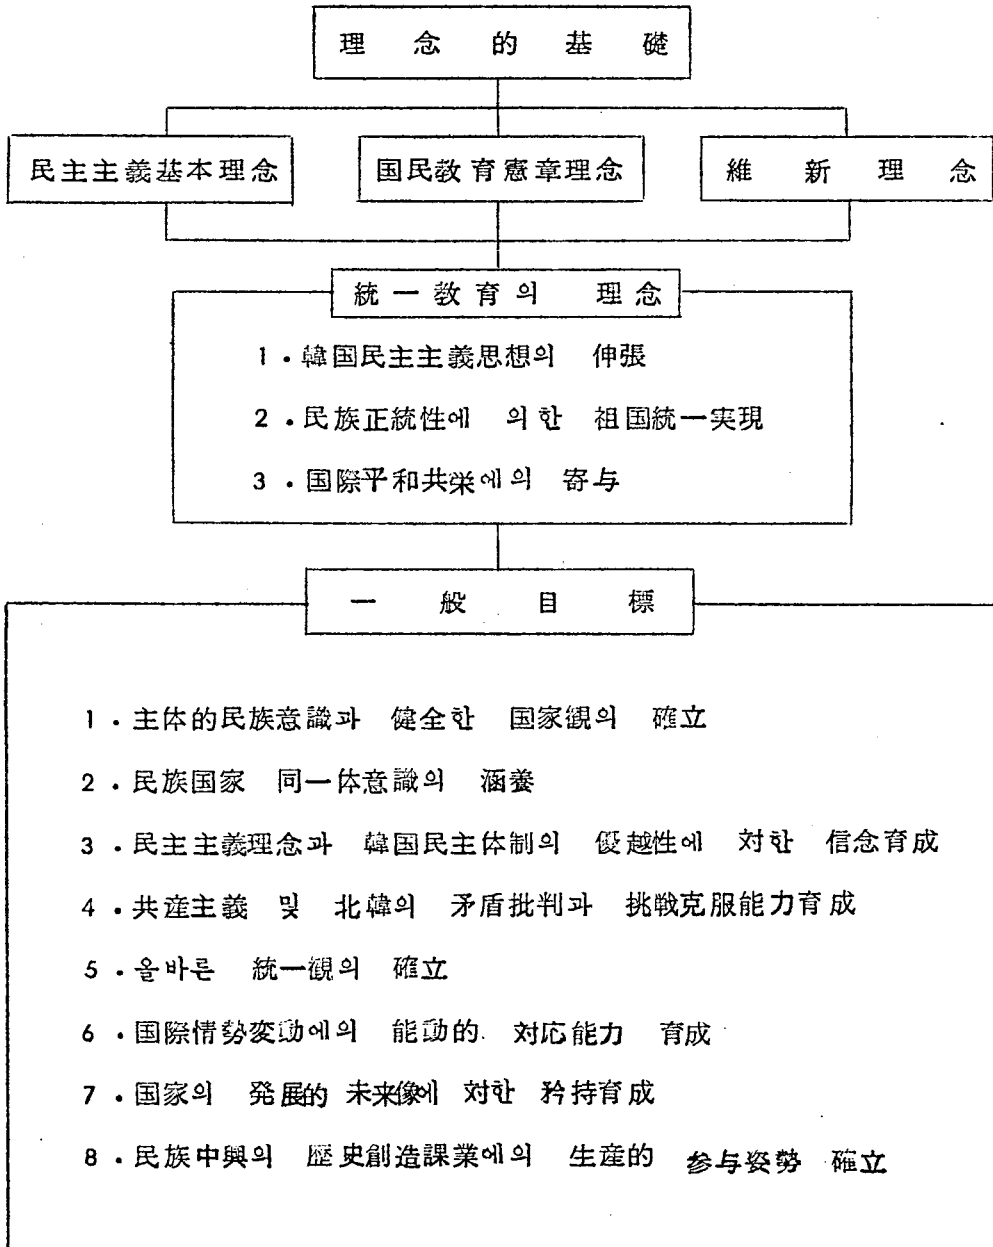 理念的基礎
民主主義基本理念 国民教育憲章理念 維新理念
統一教育의 理念
1 . 韓国民主主義思想의 伸張
2 . 民族正統性에 의한 祖国統一実現
3 . 国際平和共栄에의 寄与
一般目標
1 . 主体的民族意識과 健全한 国家観의 確立
2 . 民族国家 同一体意識의 涵養
3 . 民主主義理念과 韓国民主体制의 優越性에 対한 信念育成
4 . 共産主義 및 北韓의 矛盾批判과 挑戦克服能力育成
5 . 올바른 統一観의 確立
6 . 国際情勢変動에의 能動的 対応能力 育成
7 . 国家의 発展的 未来像에 対한 矜持育成
8 . 民族中興의 歴史創造課業에의 生産的 参与姿勢 確立